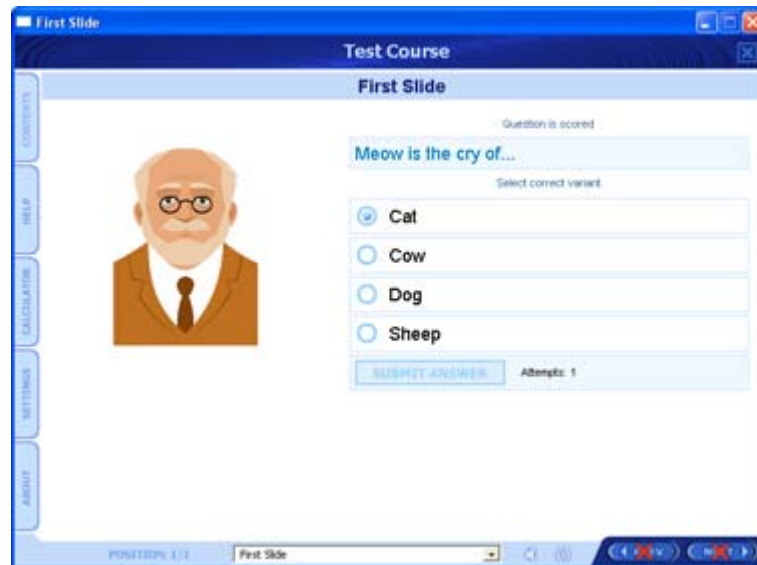 First Slide
Test Course
First Slide
CONTENTS
HELP
CALCULATOR
SETTINGS
ABOUT
Question is scored
Meow is the cry of...
Select correct variant
Cat
Cow
Dog
Sheep
SUBMIT ANSWER Attempts: 1
POSITION: 1/1 First Slide